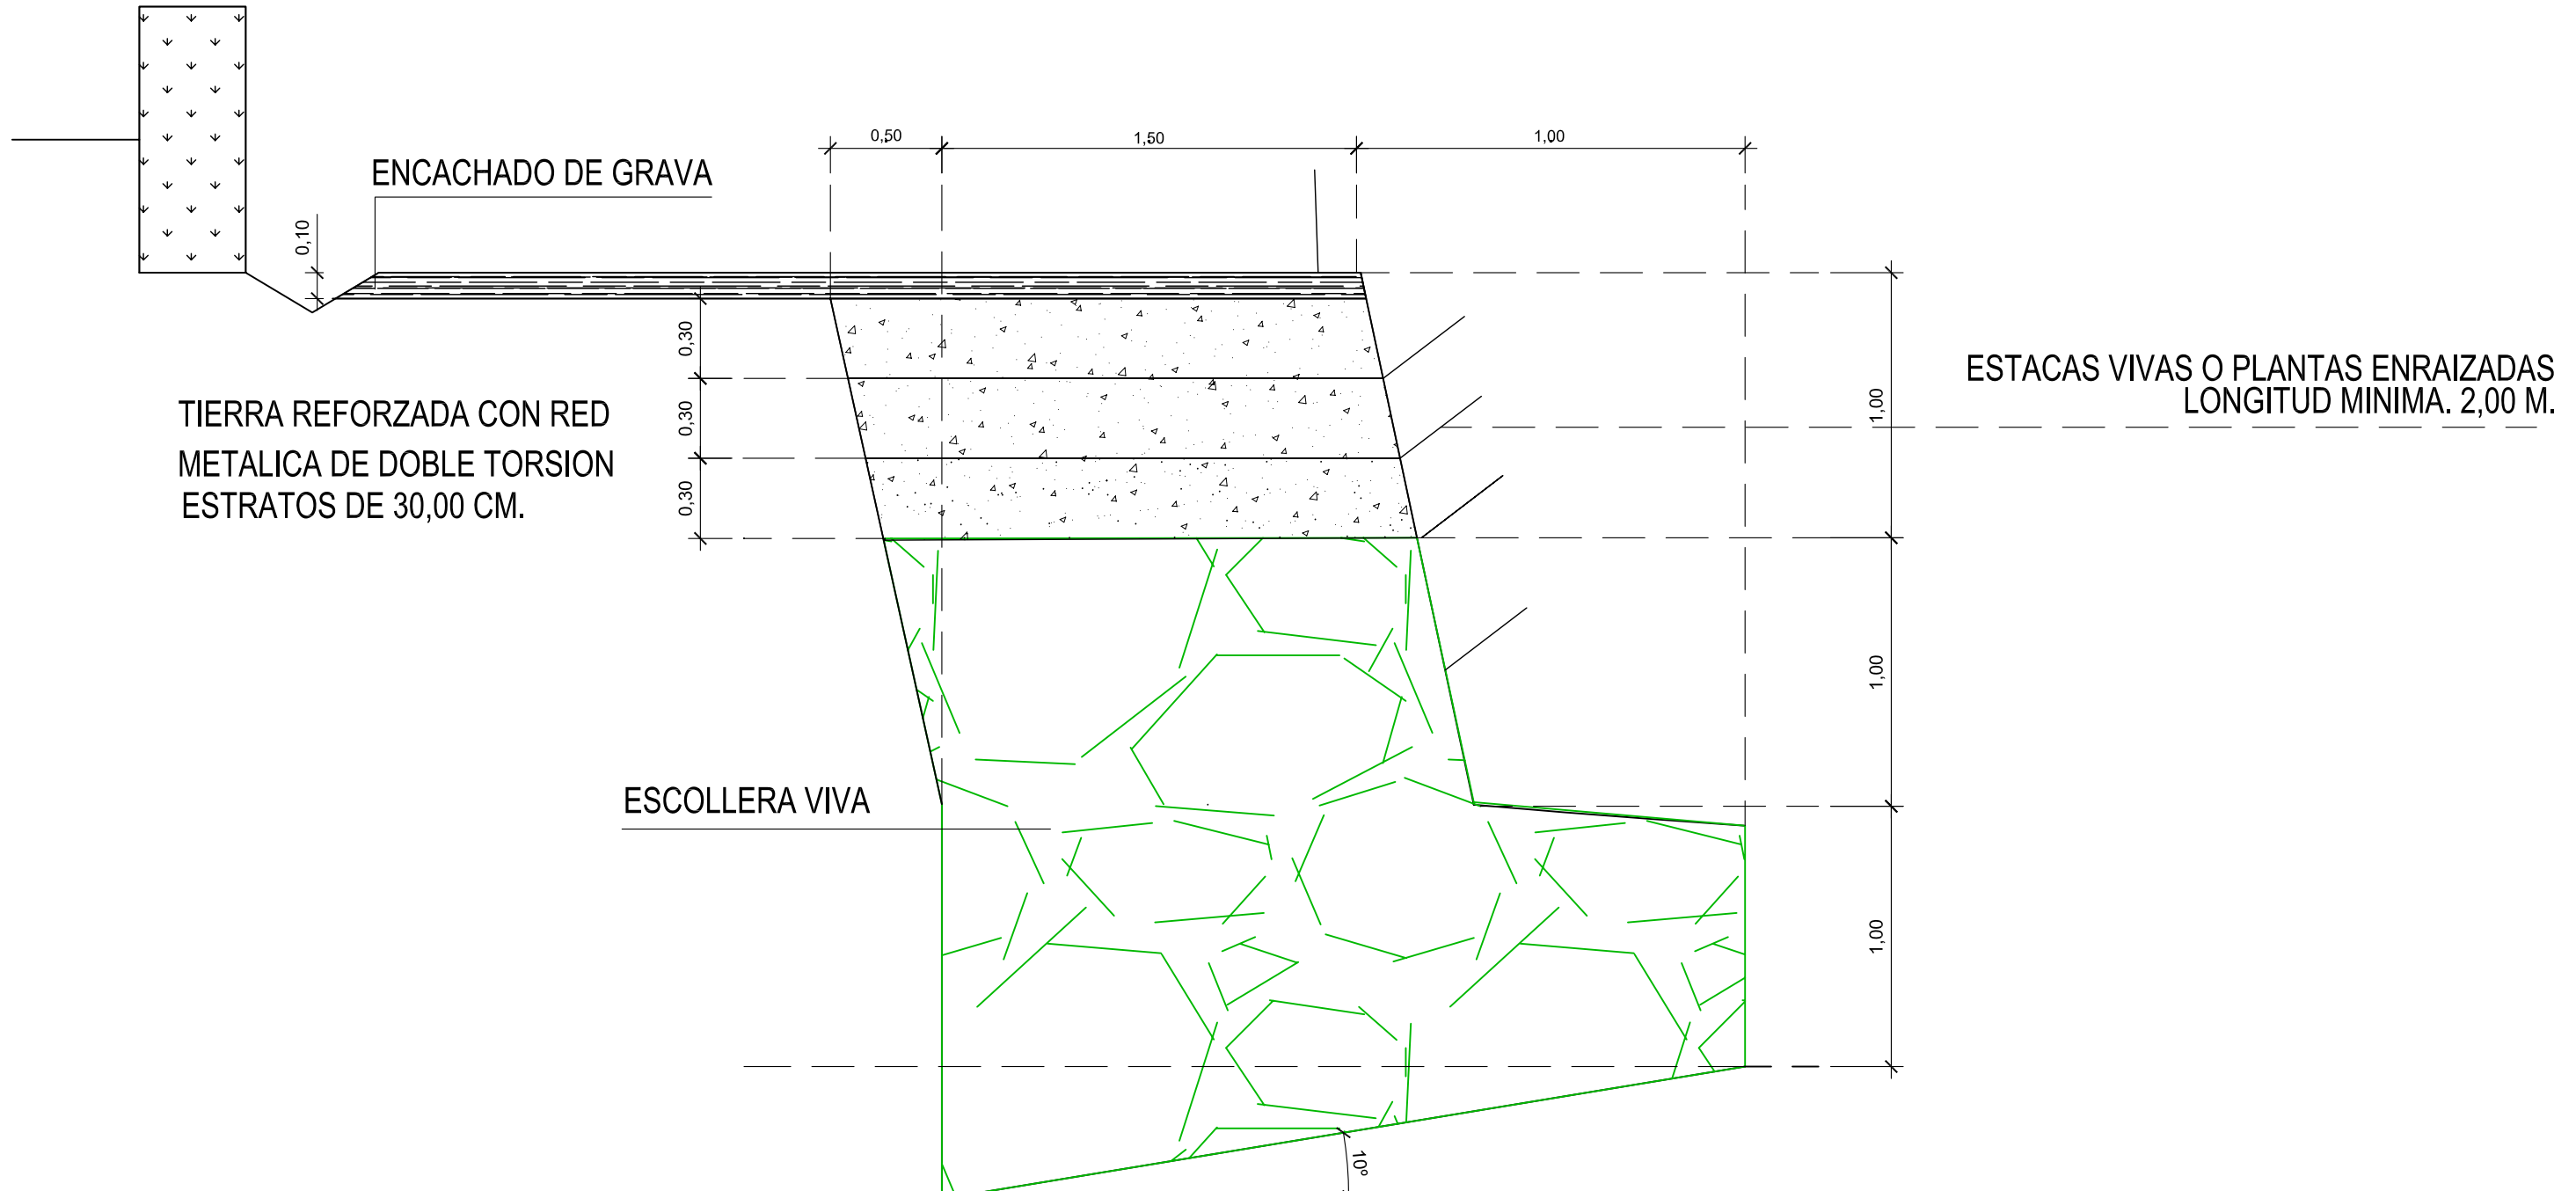 0,50
1,50
1,00
ENCACHADO DE GRAVA
0,10
0,30
0,30
0,30
TIERRA REFORZADA CON RED
METALICA DE DOBLE TORSION
ESTRATOS DE 30,00 CM.
ESTACAS VIVAS O PLANTAS ENRAIZADAS
LONGITUD MINIMA. 2,00 M.
1,00
1,00
1,00
ESCOLLERA VIVA
10º